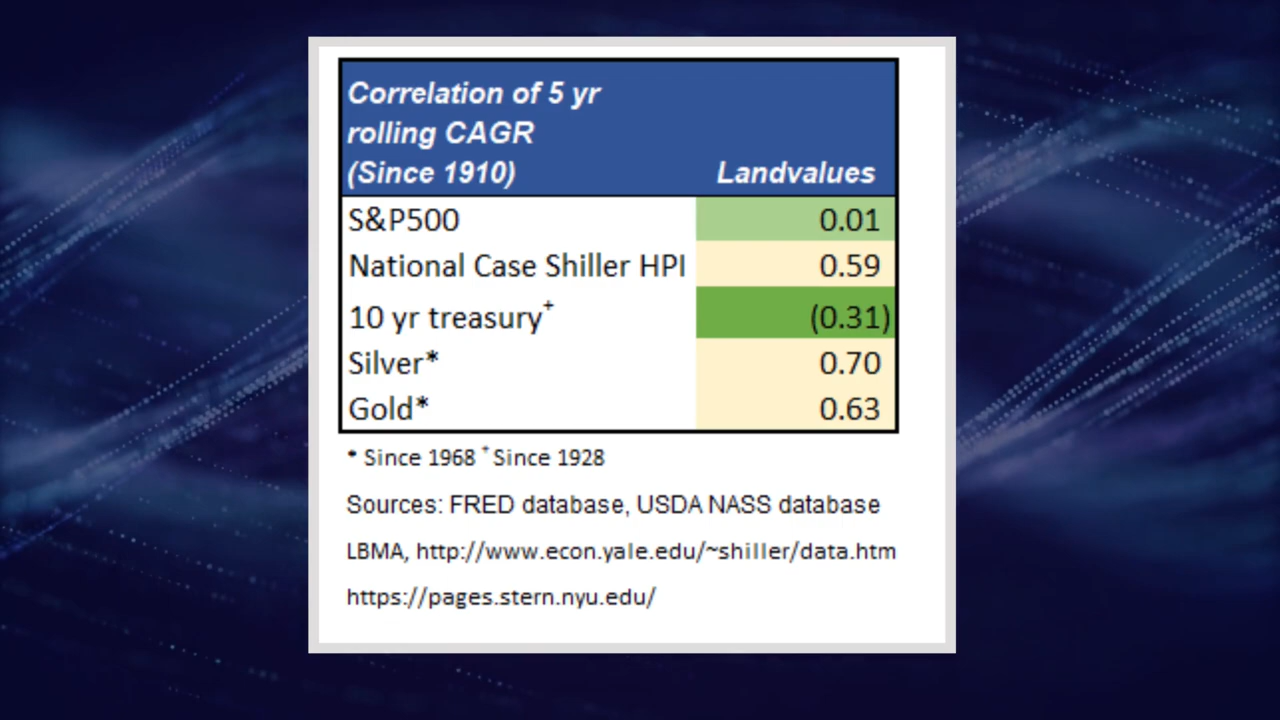 Correlation of 5 yr
rolling CAGR
(Since 1910) Landvalues
S&P500 0.01
National Case Shiller HPI 0.59
10 yr treasury+ (0.31)
Silver* 0.70
Gold* 0.63
* Since 1968 +Since 1928
Sources: FRED database, USDA NASS database
LBMA, http://www.econ.yale.edu/~shiller/data.htm
https://pages.stern.nyu.edu/